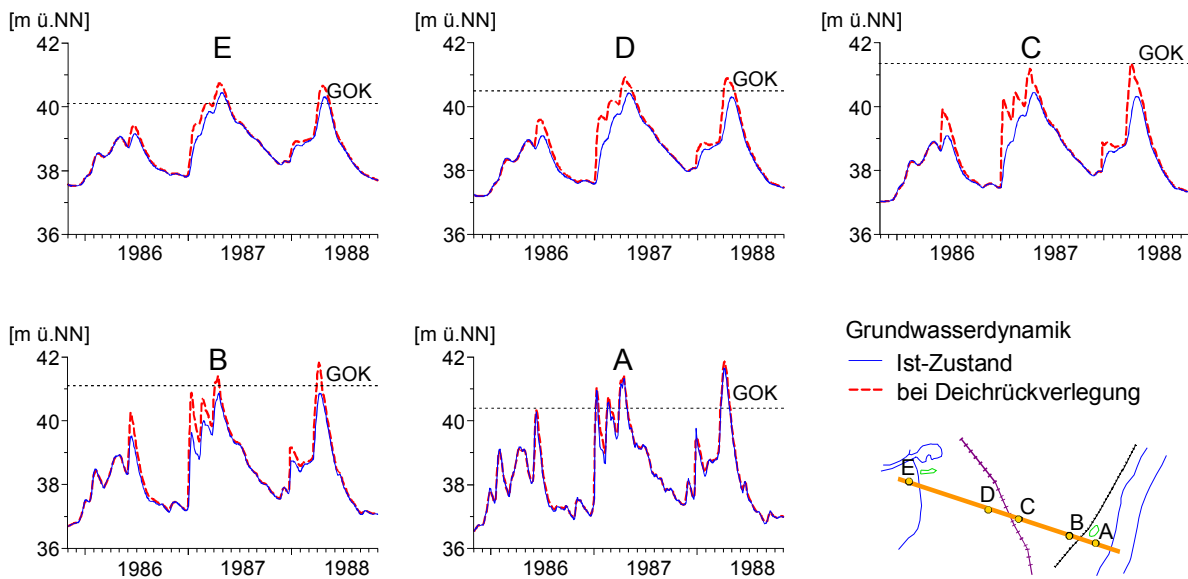 [m ü.NN]
E
42
40
38
36
GOK
1986
1987
1988
[m ü.NN]
D
42
40
38
36
GOK
1986
1987
1988
[m ü.NN]
C
42
40
38
36
GOK
1986
1987
1988
[m ü.NN]
B
42
40
38
36
GOK
1986
1987
1988
[m ü.NN]
A
42
40
38
36
GOK
1986
1987
1988
Grundwasserdynamik
Ist-Zustand
bei Deichrückverlegung
E
D
C
B
A